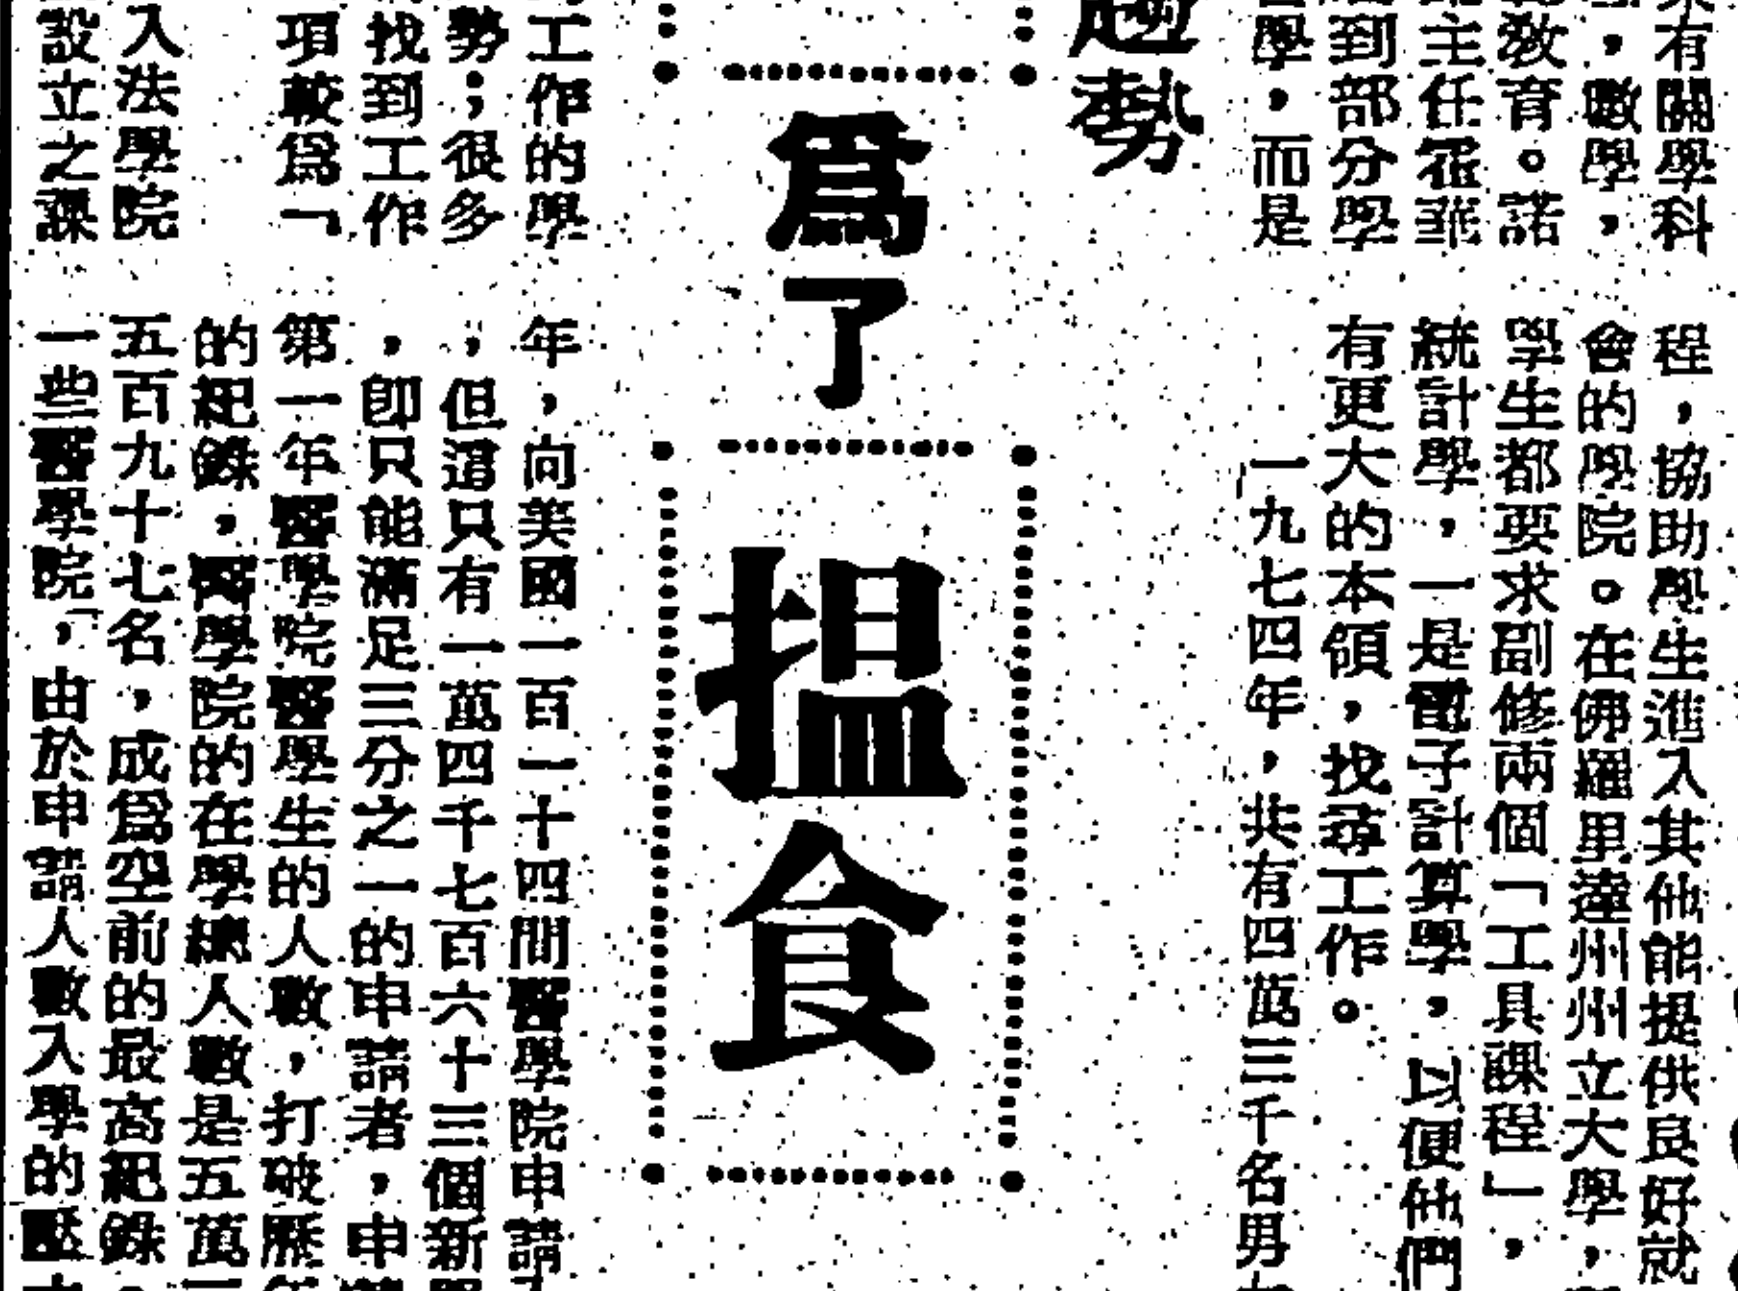 有關學科
，數學，
教育。諾
主任
到部分學
學，而是
趨勢
程，協助學生進入其他能提供良好就
會的學院。在佛羅里達州州立大學，
學生都要求副修兩個「工具課程」，
統計學，一是電子計算學，以便他們
有更大的本領，找尋工作。
一九七四年，共有四萬三千名男
爲了
搵食
工作的學
勢；很多
找到工作
項較爲「
入法學院
設立之課
年，向美國一百一十四間醫學院申請
，但這只有一萬四千七百六十三個新
，卽只能滿足三分之一的申請者，申
第一年醫學院醫學生的人數，打破歷
的紀錄，醫學院的在學總人數是五萬
五百九十七名，成爲空前的最高紀錄。
一些醫學院，由於申請人數入學的壓